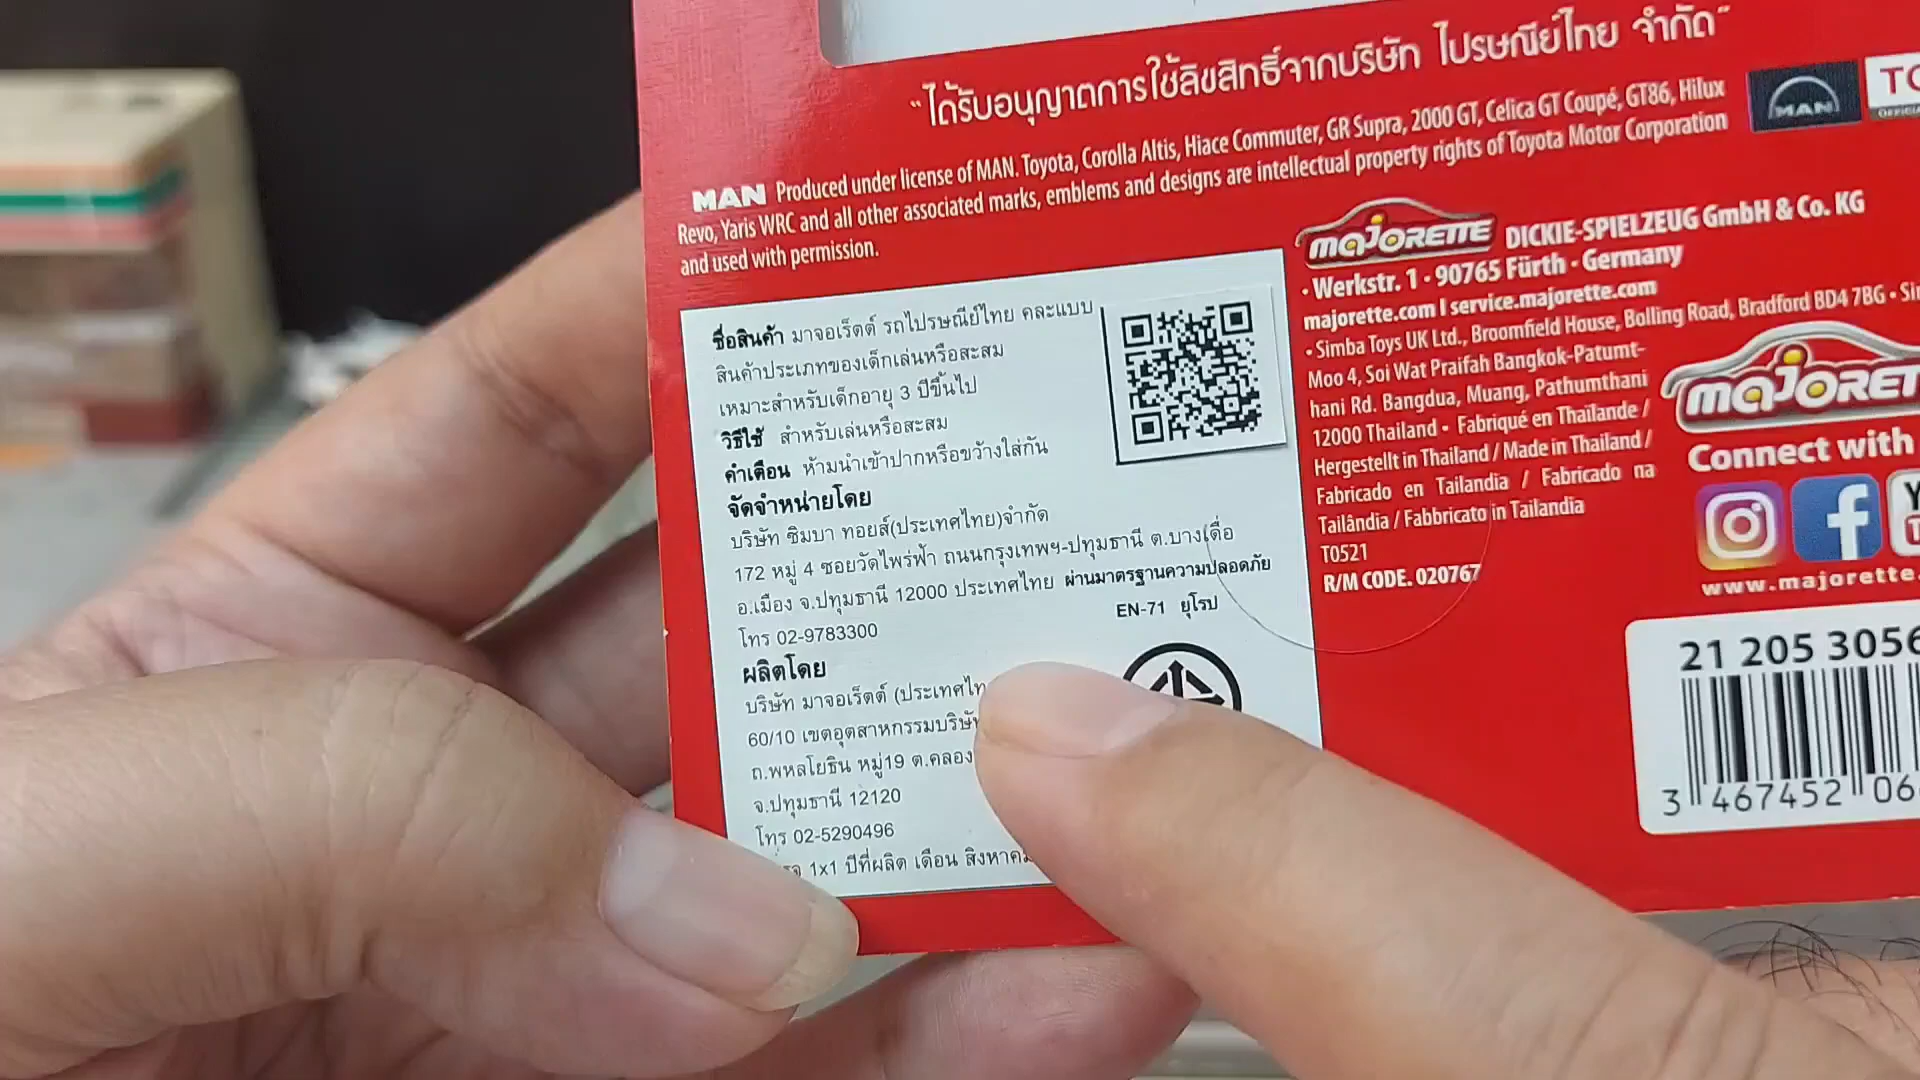 "ได้รับอนุญาตการใช้ลิขสิทธิ์จากบริษัท ไปรษณีย์ไทย จำกัด"
MAN Produced under license of MAN. Toyota, Corolla Altis, Hiace Commuter, GR Supra, 2000 GT, Celica GT Coupé, GT86, Hilux
Revo, Yaris WRC and all other associated marks, emblems and designs are intellectual property rights of Toyota Motor Corporation
and used with permission.
MAN
ชื่อสินค้า มาจอเร็ตต์ รถไปรษณีย์ไทย คละแบบ
สินค้าประเภทของเด็กเล่นหรือสะสม
เหมาะสำหรับเด็กอายุ 3 ปีขึ้นไป
วิธีใช้ สำหรับเล่นหรือสะสม
คำเตือน ห้ามนำเข้าปากหรือขว้างใส่กัน
จัดจำหน่ายโดย
บริษัท ซิมบา ทอยส์(ประเทศไทย)จำกัด
172 หมู่ 4 ซอยวัดไพร่ฟ้า ถนนกรุงเทพฯ-ปทุมธานี ต.บางเดื่อ
อ.เมือง จ.ปทุมธานี 12000 ประเทศไทย ผ่านมาตรฐานความปลอดภัย
EN-71 ยุโรป
โทร 02-9783300
ผลิตโดย
บริษัท มาจอเร็ตต์ (ประเทศไท
60/10 เขตอุตสาหกรรมบริษัท
ถ.พหลโยธิน หมู่19 ต.คลอง
จ.ปทุมธานี 12120
โทร 02-5290496
1x1 ปีที่ผลิต เดือน สิงหาคม
majorette DICKIE-SPIELZEUG GmbH & Co. KG
• Werkstr. 1 • 90765 Fürth • Germany
majorette.com | service.majorette.com
• Simba Toys UK Ltd., Broomfield House, Bolling Road, Bradford BD4 7BG •
Moo 4, Soi Wat Praifah Bangkok-Patumt-
hani Rd. Bangdua, Muang, Pathumthani
12000 Thailand • Fabriqué en Thaïlande /
Hergestellt in Thailand / Made in Thailand /
Fabricado en Tailandia / Fabricado na
Tailândia / Fabbricato in Tailandia
T0521
R/M CODE. 020767
majorett
Connect with
www.majorette.
21 205 3056
3 467452 06